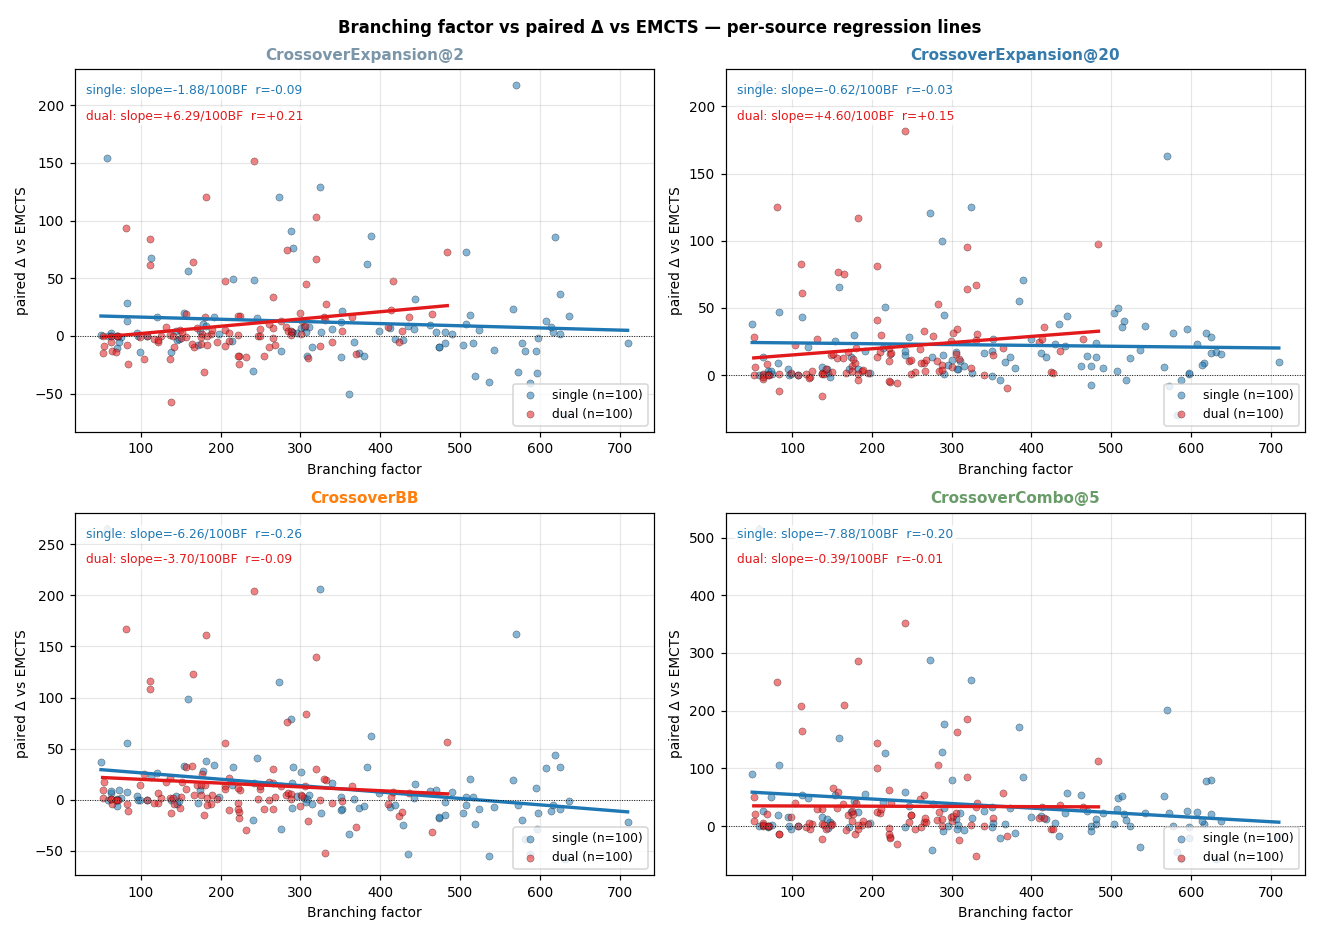 Branching factor vs paired Δ vs EMCTS — per-source regression lines
CrossoverExpansion@2
single: slope=-1.88/100BF r=-0.09
dual: slope=+6.29/100BF r=+0.21
200
150
100
50
0
−50
paired Δ vs EMCTS
single (n=100)
dual (n=100)
100 200 300 400 500 600 700
Branching factor
CrossoverExpansion@20
single: slope=-0.62/100BF r=-0.03
dual: slope=+4.60/100BF r=+0.15
200
150
100
50
0
paired Δ vs EMCTS
single (n=100)
dual (n=100)
100 200 300 400 500 600 700
Branching factor
CrossoverBB
single: slope=-6.26/100BF r=-0.26
dual: slope=-3.70/100BF r=-0.09
250
200
150
100
50
0
−50
paired Δ vs EMCTS
single (n=100)
dual (n=100)
100 200 300 400 500 600 700
Branching factor
CrossoverCombo@5
single: slope=-7.88/100BF r=-0.20
dual: slope=-0.39/100BF r=-0.01
500
400
300
200
100
0
paired Δ vs EMCTS
single (n=100)
dual (n=100)
100 200 300 400 500 600 700
Branching factor